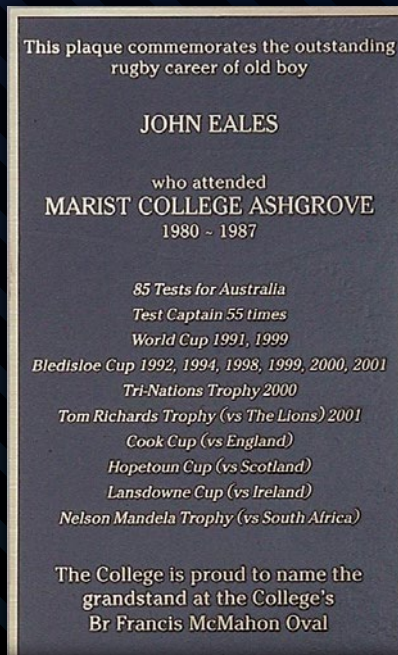 This plaque commemorates the outstanding
rugby career of old boy
JOHN EALES
who attended
MARIST COLLEGE ASHGROVE
1980 ~ 1987
85 Tests for Australia
Test Captain 55 times
World Cup 1991, 1999
Bledisloe Cup 1992, 1994, 1998, 1999, 2000, 2001
Tri-Nations Trophy 2000
Tom Richards Trophy (vs The Lions) 2001
Cook Cup (vs England)
Hopetoun Cup (vs Scotland)
Lansdowne Cup (vs Ireland)
Nelson Mandela Trophy (vs South Africa)
The College is proud to name the
grandstand at the College's
Br Francis McMahon Oval